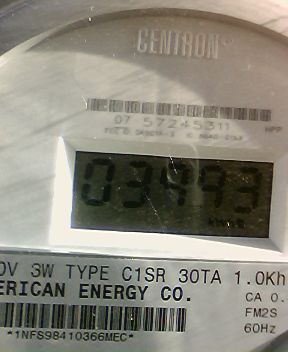 CENTRON
07 57245311
HPP
03493
0V 3W TYPE C1SR 30TA 1.0Kh
ERICAN ENERGY CO.
CA 0.
FM2S
60Hz
*1NFS98410366MEC*